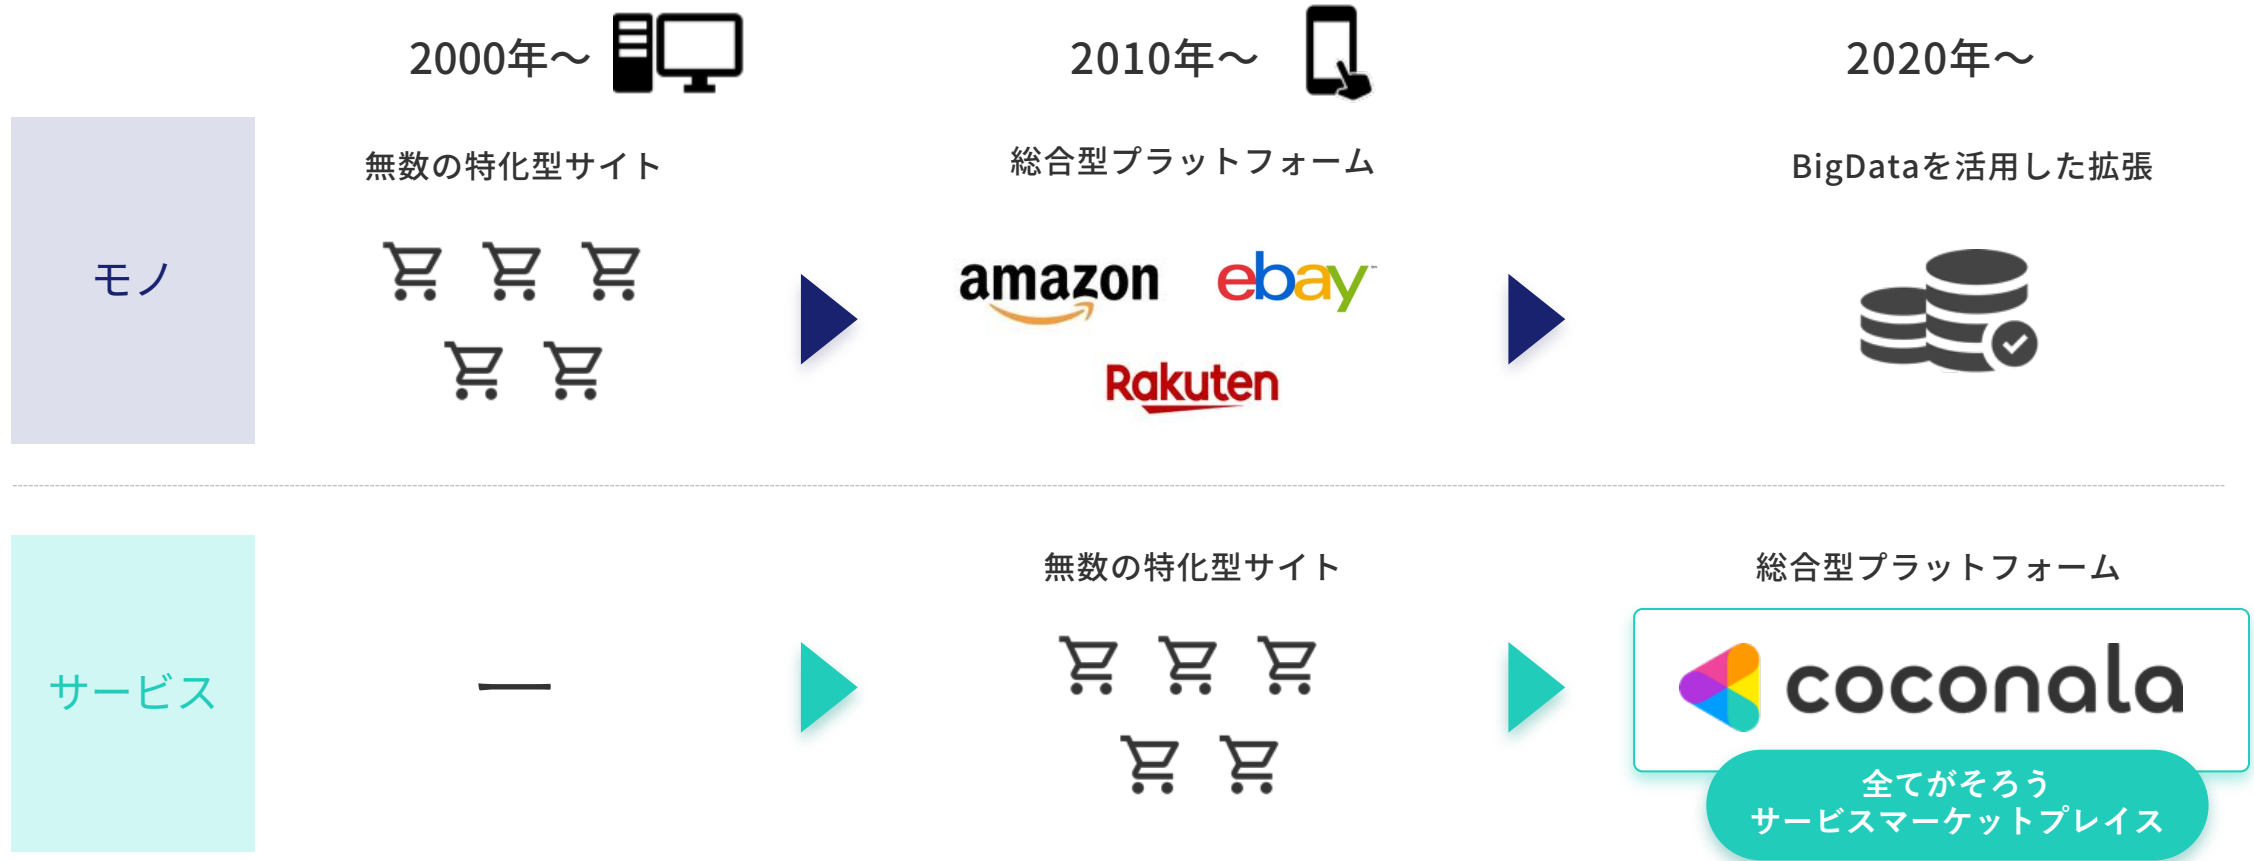 2000年〜
2010年〜
2020年〜
モノ
無数の特化型サイト
総合型プラットフォーム
BigDataを活用した拡張
amazon
ebay™
Rakuten
サービス
ー
無数の特化型サイト
総合型プラットフォーム
coconala
全てがそろう
サービスマーケットプレイス